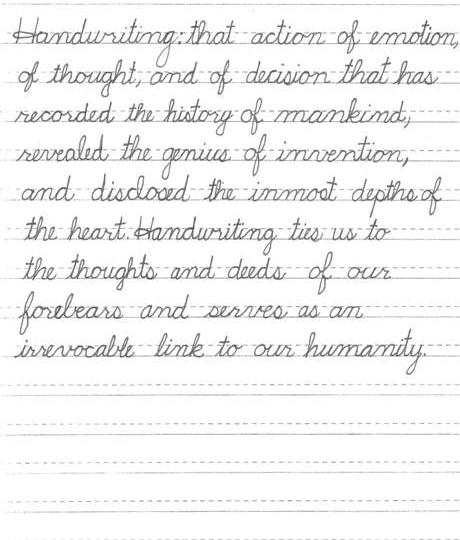 Handwriting: that action of emotion,
of thought, and of decision that has
recorded the history of mankind,
revealed the genius of invention,
and disclosed the inmost depths of
the heart. Handwriting ties us to
the thoughts and deeds of our
forebears and serves as an
irrevocable link to our humanity.